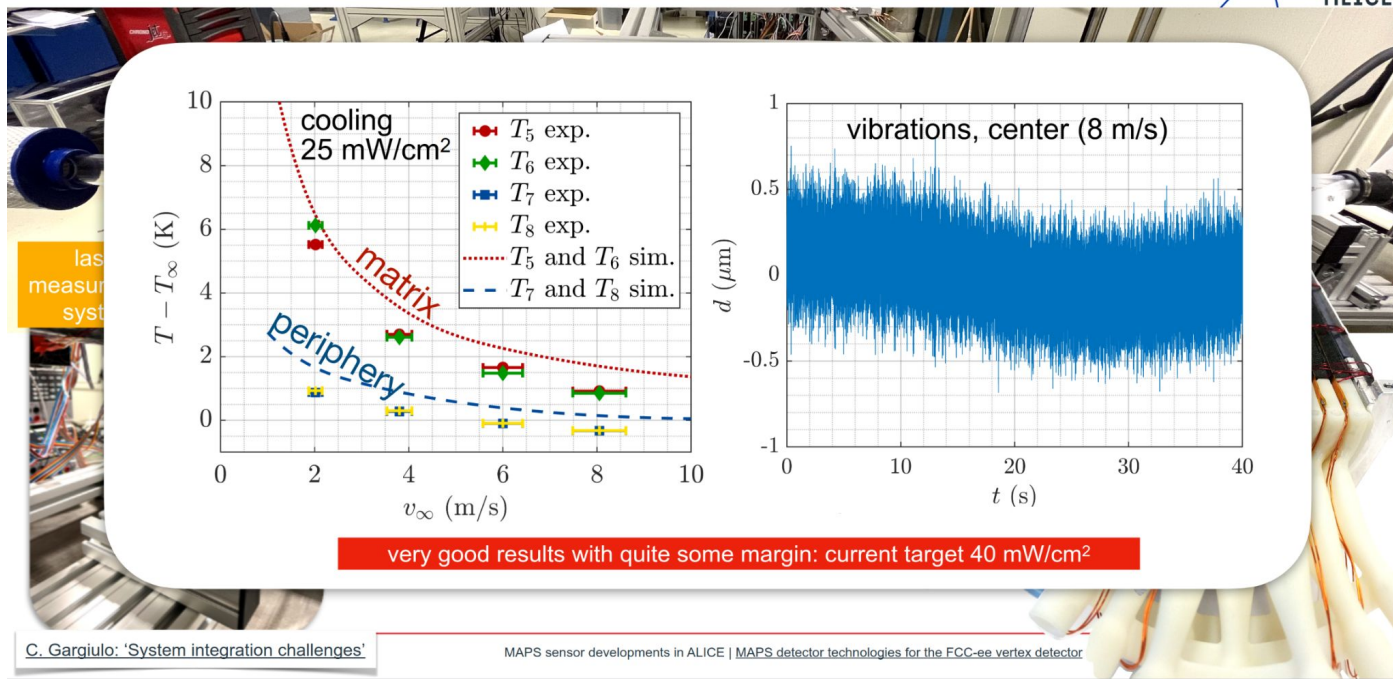 ALICE
cooling
25 mW/cm²
T₅ exp.
T₆ exp.
T₇ exp.
T₈ exp.
T₅ and T₆ sim.
T₇ and T₈ sim.
matrix
periphery
10
8
6
4
2
0
T − T∞ (K)
0 2 4 6 8 10
v∞ (m/s)
vibrations, center (8 m/s)
1
0.5
0
-0.5
-1
d (μm)
0 10 20 30 40
t (s)
las
measur
syst
very good results with quite some margin: current target 40 mW/cm²
C. Gargiulo: ‘System integration challenges’
MAPS sensor developments in ALICE | MAPS detector technologies for the FCC-ee vertex detector